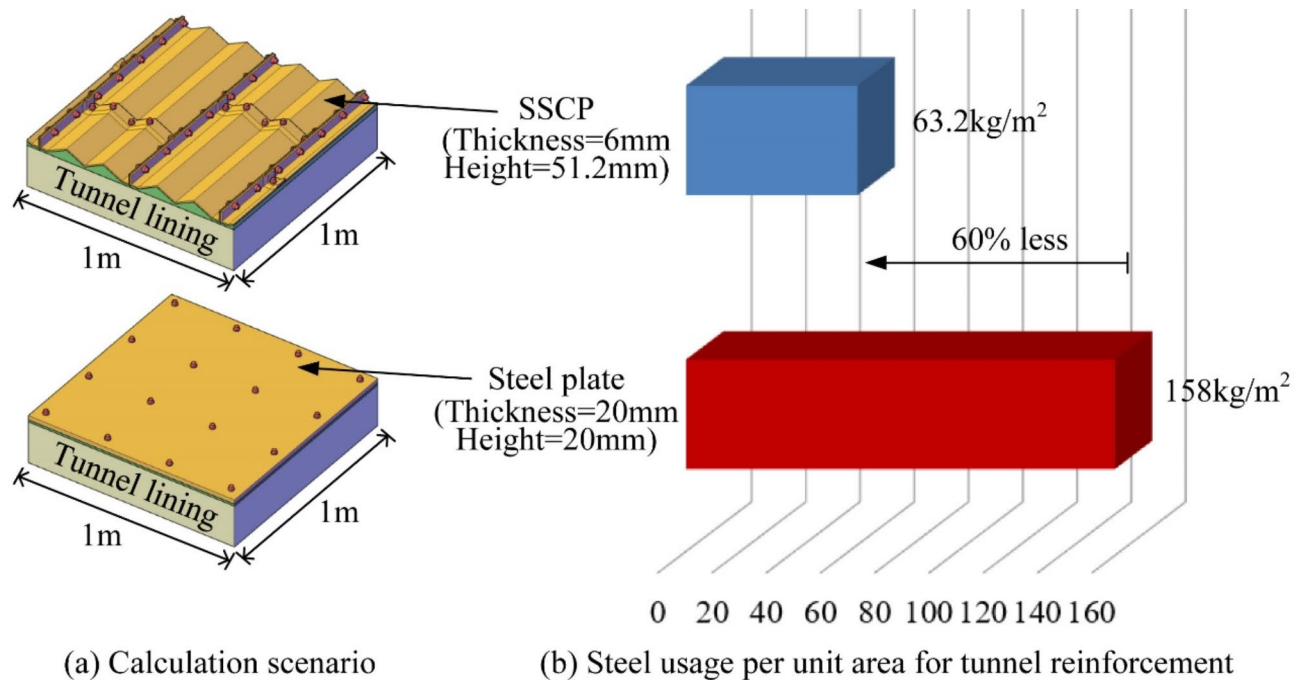 SSCP
(Thickness=6mm
Height=51.2mm)
Tunnel lining
1m
1m
Steel plate
(Thickness=20mm
Height=20mm)
Tunnel lining
1m
1m
(a) Calculation scenario
63.2kg/m²
60% less
158kg/m²
0 20 40 60 80 100 120 140 160
(b) Steel usage per unit area for tunnel reinforcement